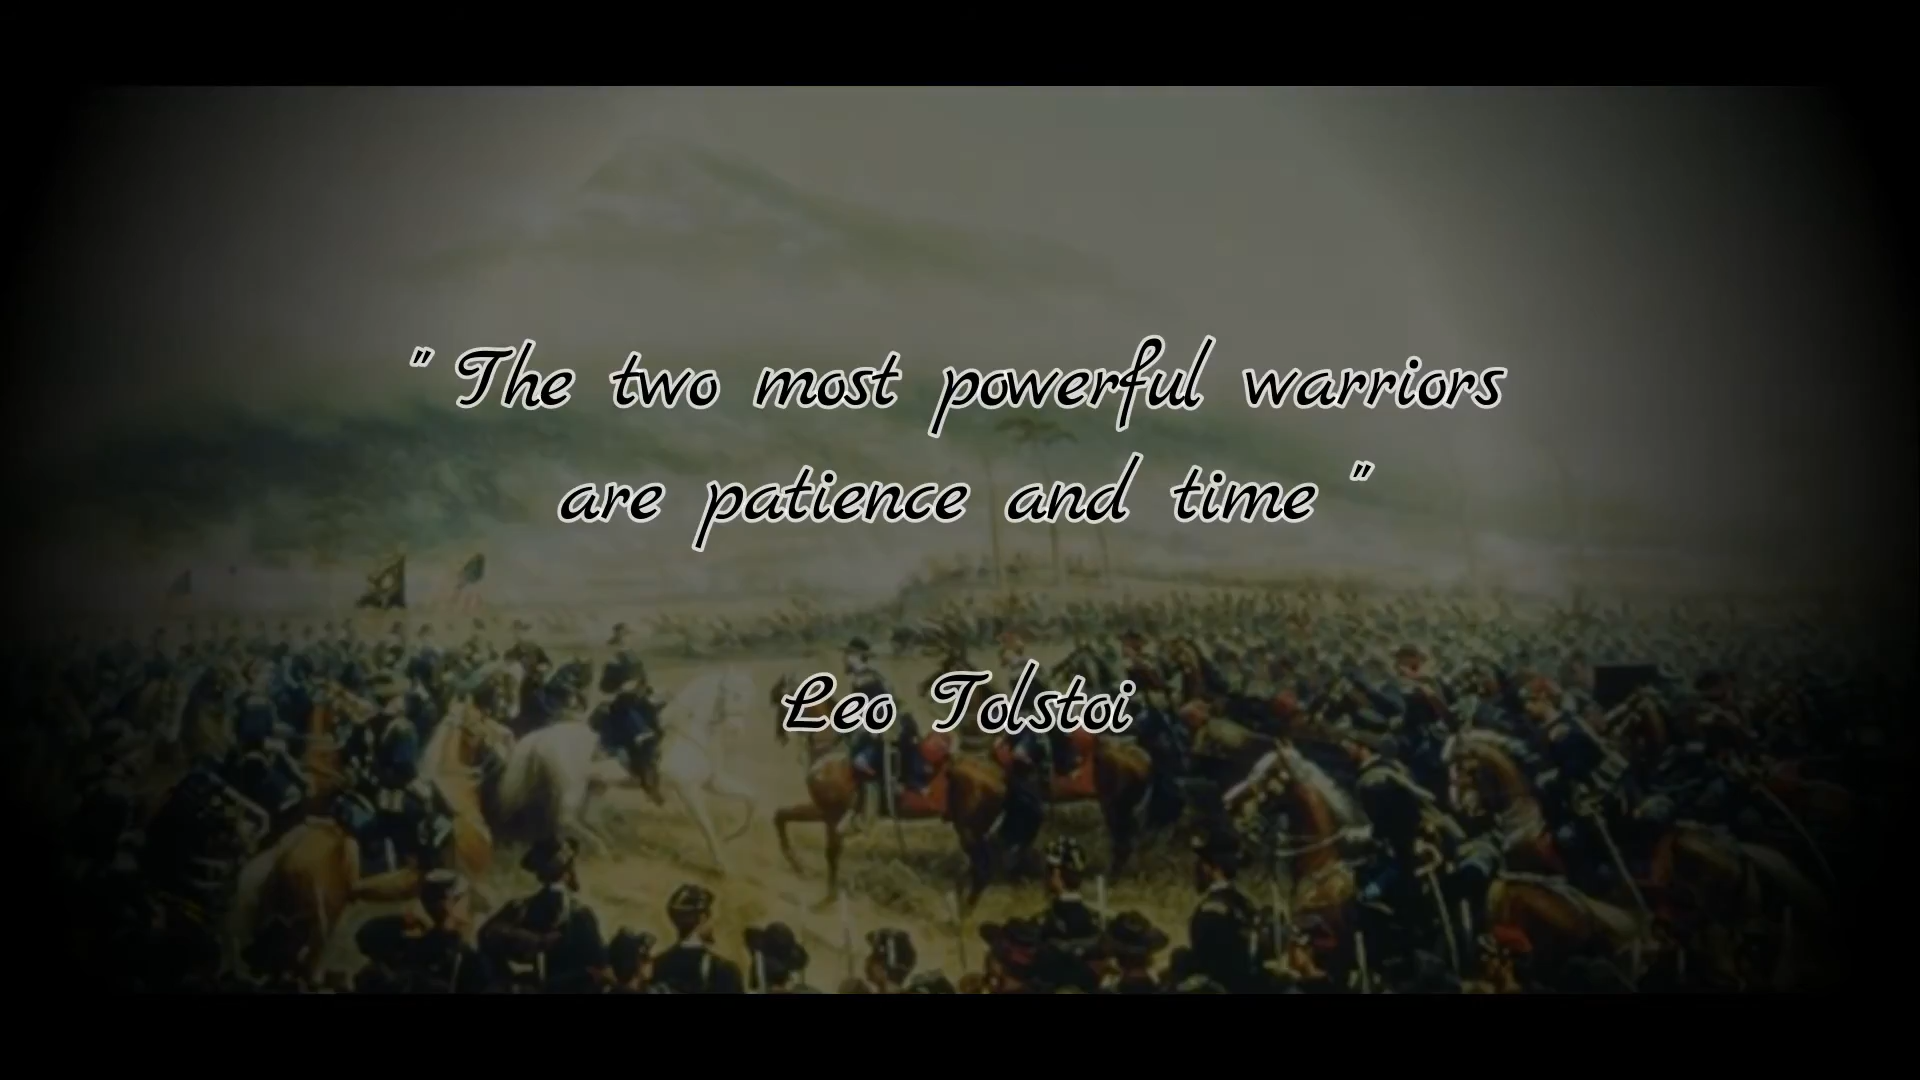 " The two most powerful warriors
are patience and time "
Leo Tolstoi